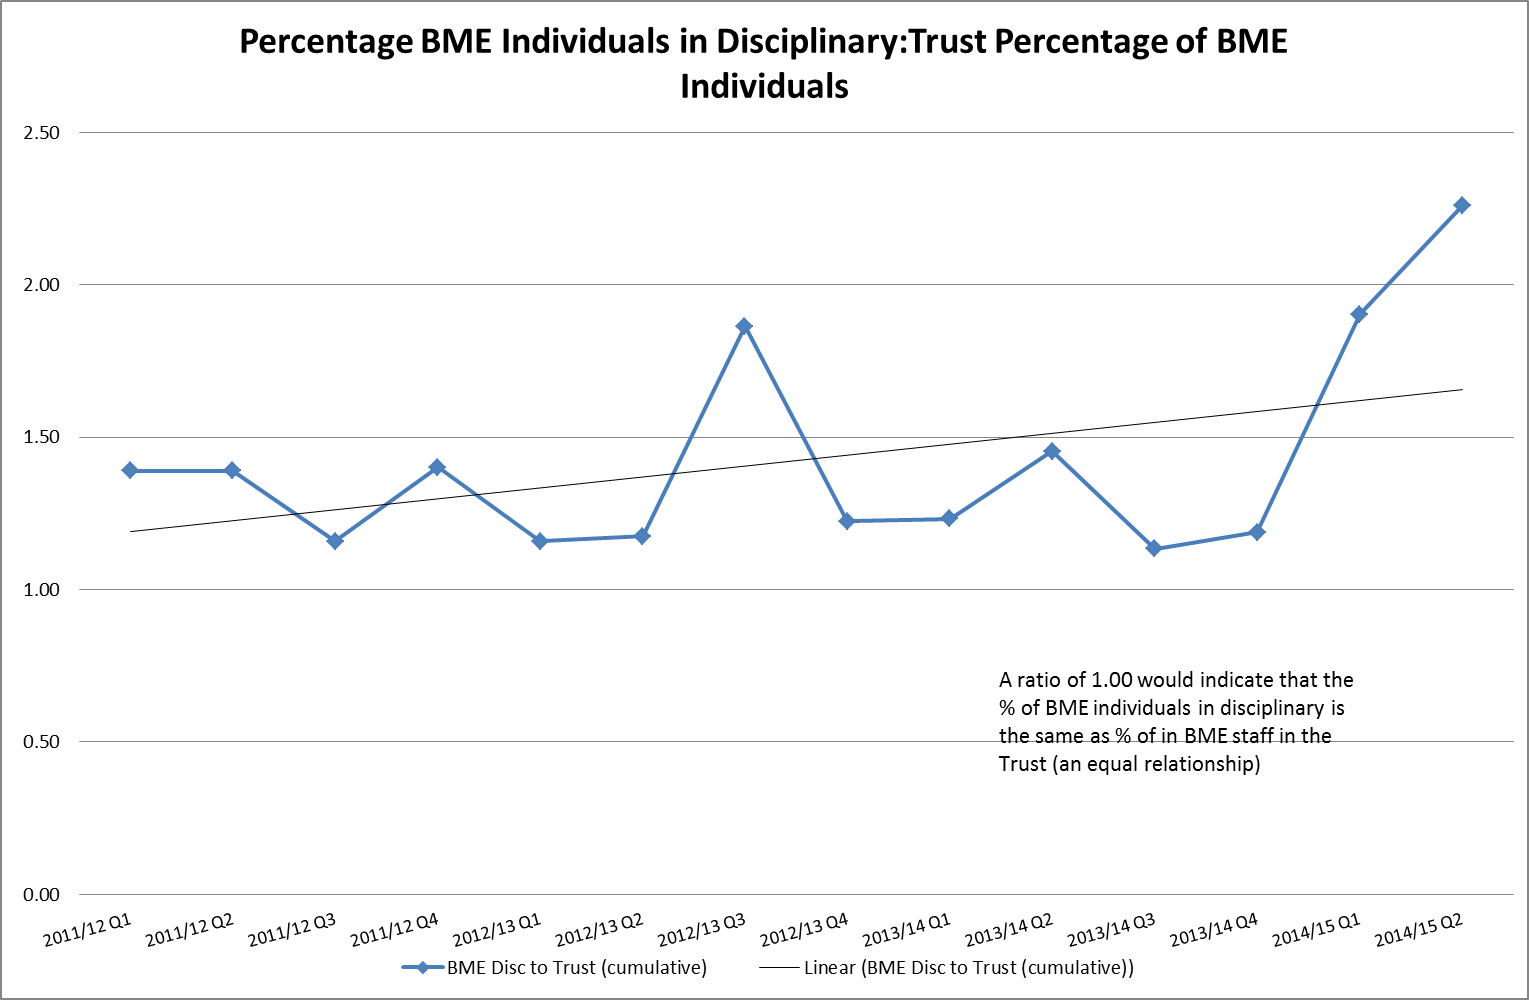 Percentage BME Individuals in Disciplinary:Trust Percentage of BME
Individuals
2.50
2.00
1.50
1.00
0.50
0.00
A ratio of 1.00 would indicate that the
% of BME individuals in disciplinary is
the same as % of in BME staff in the
Trust (an equal relationship)
2011/12 Q1
2011/12 Q2
2011/12 Q3
2011/12 Q4
2012/13 Q1
2012/13 Q2
2012/13 Q3
2012/13 Q4
2013/14 Q1
2013/14 Q2
2013/14 Q3
2013/14 Q4
2014/15 Q1
2014/15 Q2
BME Disc to Trust (cumulative)
Linear (BME Disc to Trust (cumulative))